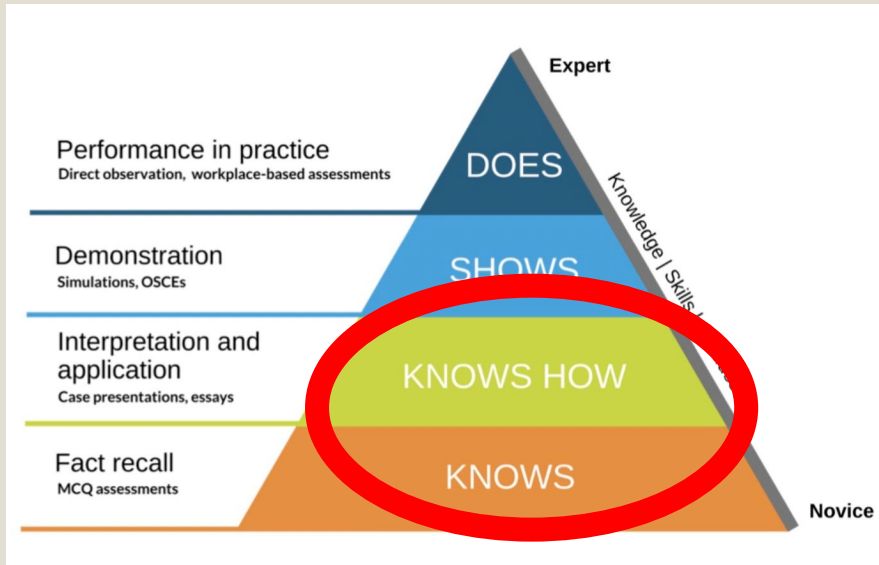 Expert
Performance in practice
Direct observation, workplace-based assessments
DOES
Knowledge | Skills |
Demonstration
Simulations, OSCEs
SHOWS
Interpretation and
application
Case presentations, essays
KNOWS HOW
Fact recall
MCQ assessments
KNOWS
Novice